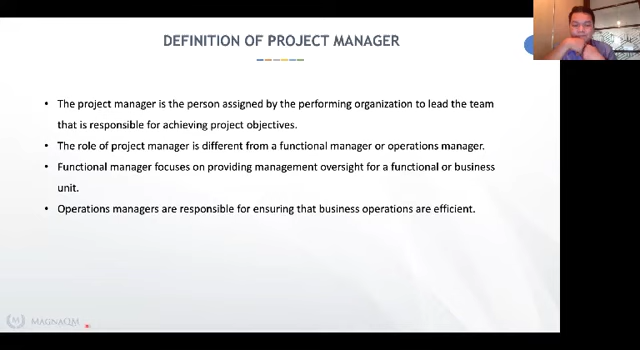 DEFINITION OF PROJECT MANAGER
• The project manager is the person assigned by the performing organization to lead the team
that is responsible for achieving project objectives.
• The role of project manager is different from a functional manager or operations manager.
• Functional manager focuses on providing management oversight for a functional or business
unit.
• Operations managers are responsible for ensuring that business operations are efficient.
MAGNAQM